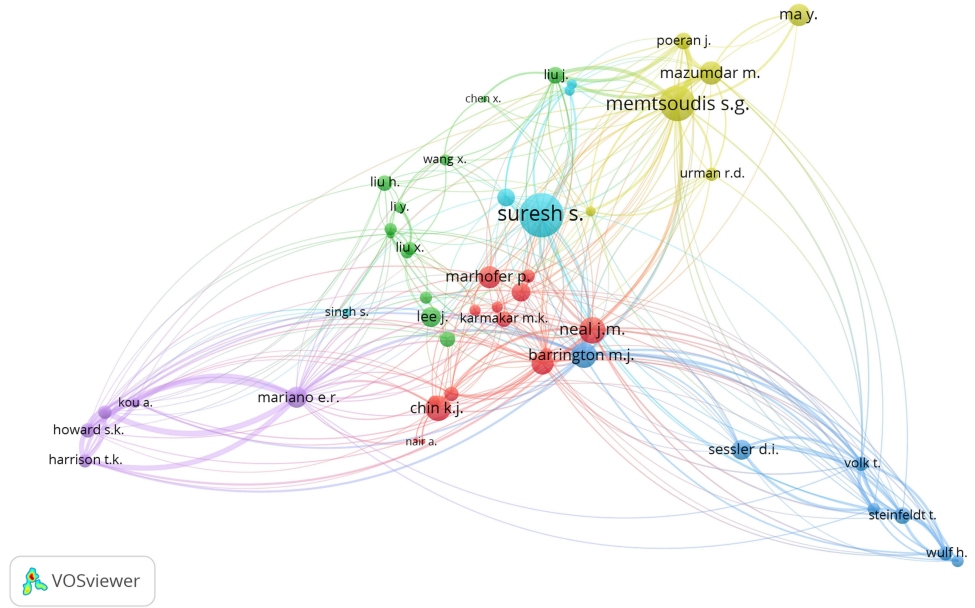 ma y.
poeran j.
mazumdar m.
liu j.
chen x.
memtsoudis s.g.
wang x.
urman r.d.
liu h.
li y.
suresh s.
liu x.
marhofer p.
singh s.
lee j.
karmakar m.k.
neal j.m.
barrington m.j.
mariano e.r.
kou a.
chin k.j.
howard s.k.
nair a.
sessler d.i.
harrison t.k.
volk t.
steinfeldt t.
wulf h.
VOSviewer